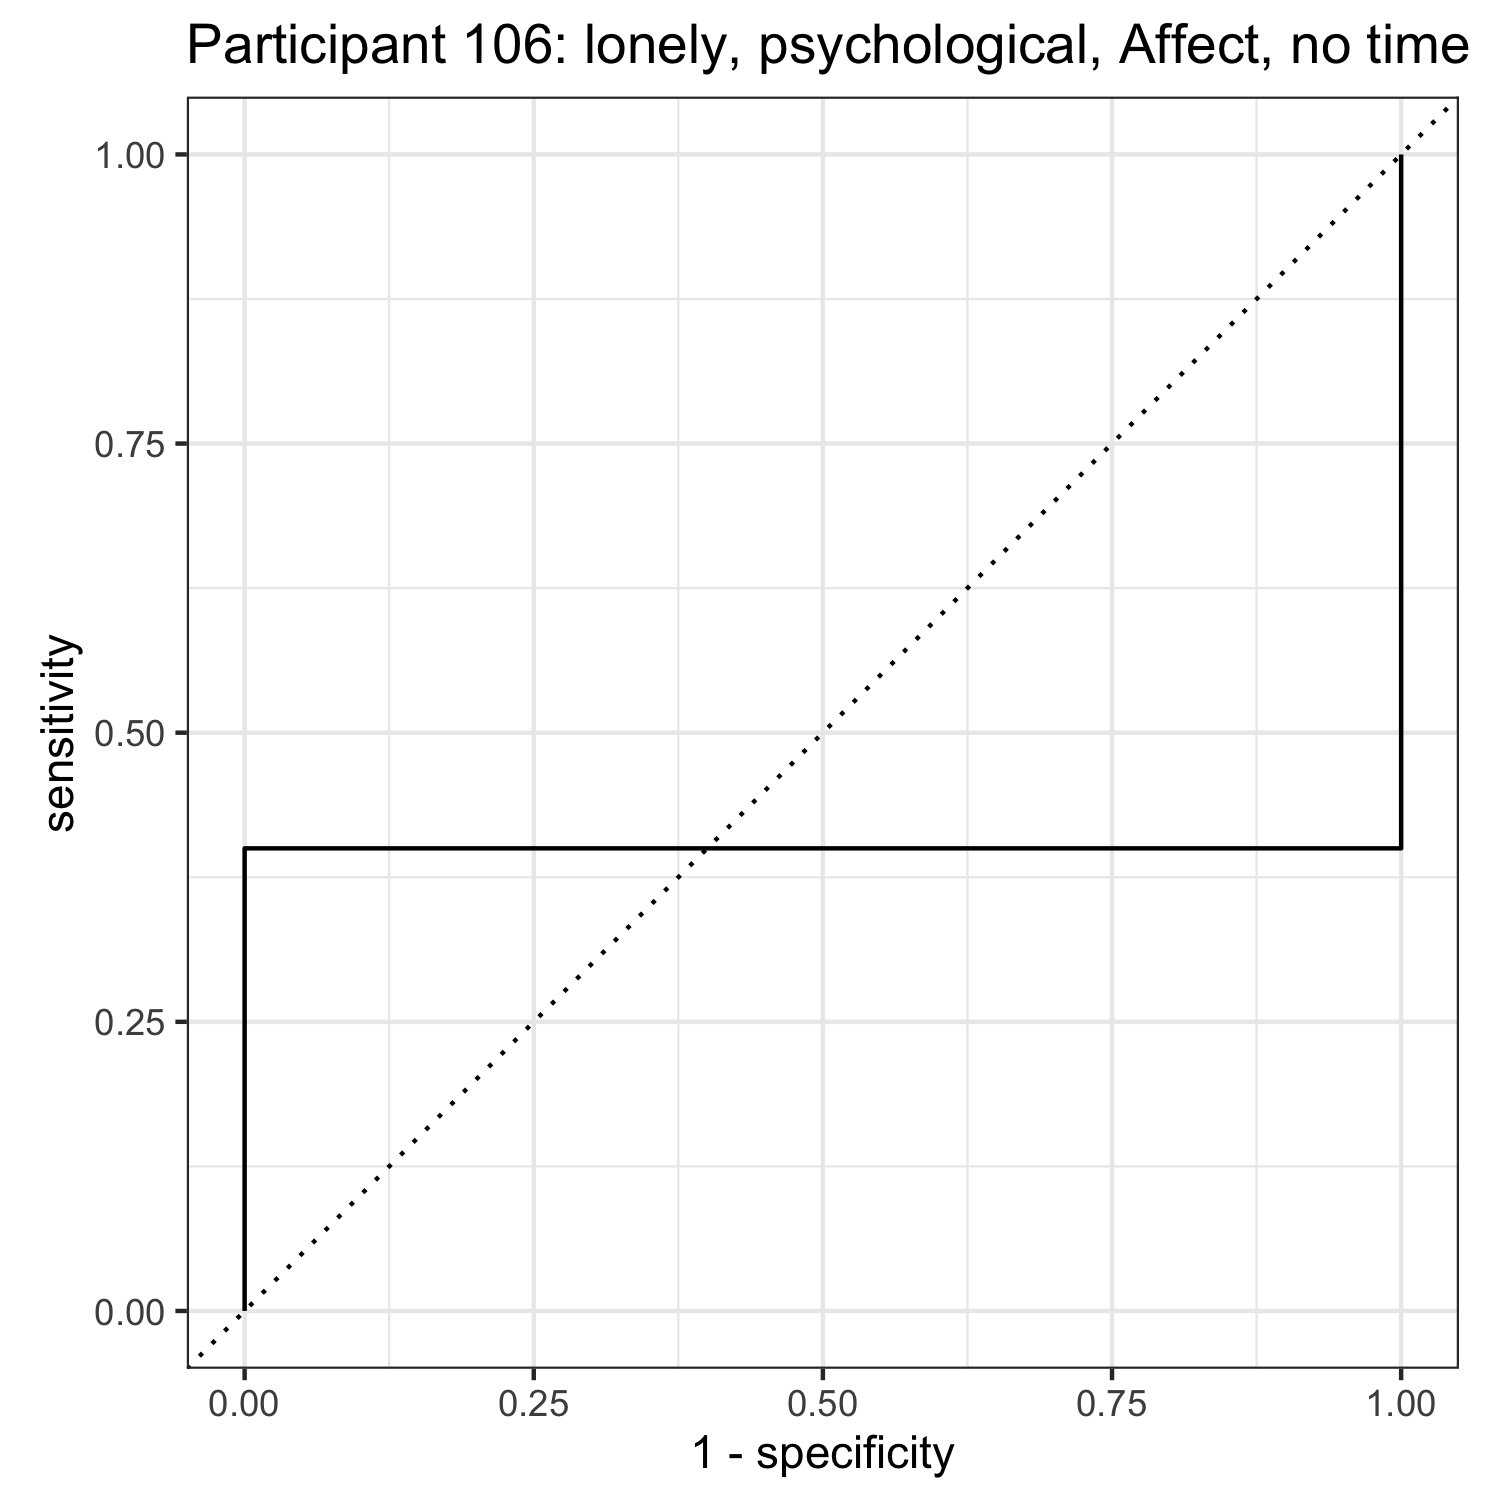 Participant 106: lonely, psychological, Affect, no time
1.00
0.75
0.50
0.25
0.00
sensitivity
0.00 0.25 0.50 0.75 1.00
1 - specificity